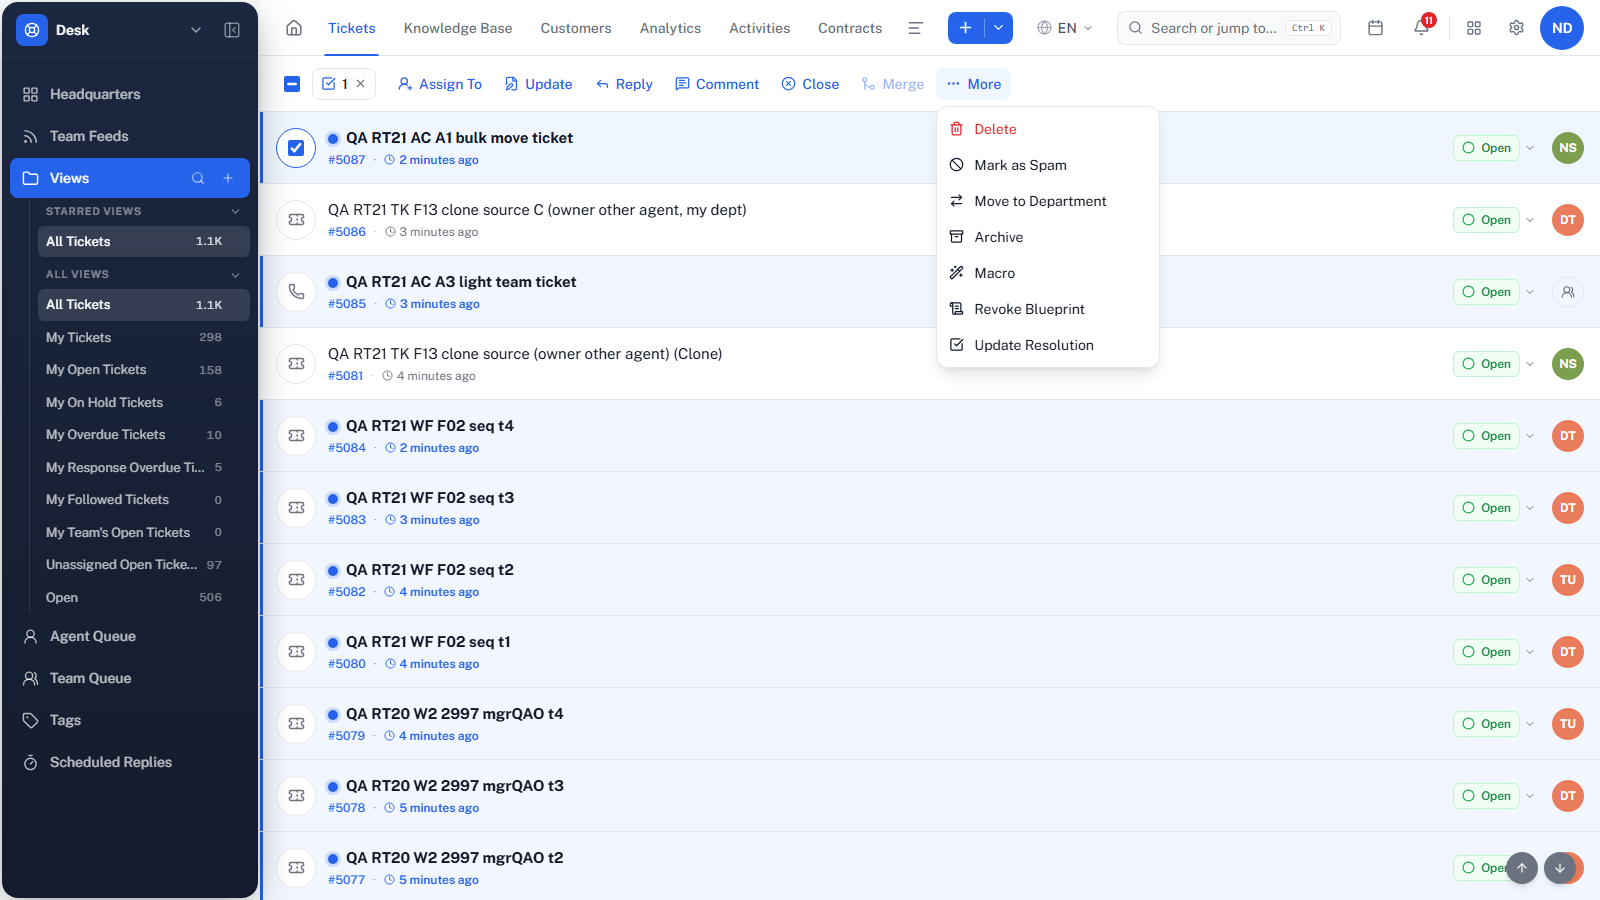 Desk
Headquarters
Team Feeds
Views
STARRED VIEWS
All Tickets 1.1K
ALL VIEWS
All Tickets 1.1K
My Tickets 298
My Open Tickets 158
My On Hold Tickets 6
My Overdue Tickets 10
My Response Overdue Ti... 5
My Followed Tickets 0
My Team's Open Tickets 0
Unassigned Open Ticke... 97
Open 506
Agent Queue
Team Queue
Tags
Scheduled Replies
Tickets Knowledge Base Customers Analytics Activities Contracts EN Search or jump to... Ctrl K 11 ND
1 Assign To Update Reply Comment Close Merge More
Delete
Mark as Spam
Move to Department
Archive
Macro
Revoke Blueprint
Update Resolution
QA RT21 AC A1 bulk move ticket
#5087 · 2 minutes ago
Open NS
QA RT21 TK F13 clone source C (owner other agent, my dept)
#5086 · 3 minutes ago
Open DT
QA RT21 AC A3 light team ticket
#5085 · 3 minutes ago
Open
QA RT21 TK F13 clone source (owner other agent) (Clone)
#5081 · 4 minutes ago
Open NS
QA RT21 WF F02 seq t4
#5084 · 2 minutes ago
Open DT
QA RT21 WF F02 seq t3
#5083 · 3 minutes ago
Open DT
QA RT21 WF F02 seq t2
#5082 · 4 minutes ago
Open TU
QA RT21 WF F02 seq t1
#5080 · 4 minutes ago
Open DT
QA RT20 W2 2997 mgrQAO t4
#5079 · 4 minutes ago
Open TU
QA RT20 W2 2997 mgrQAO t3
#5078 · 5 minutes ago
Open DT
QA RT20 W2 2997 mgrQAO t2
#5077 · 5 minutes ago